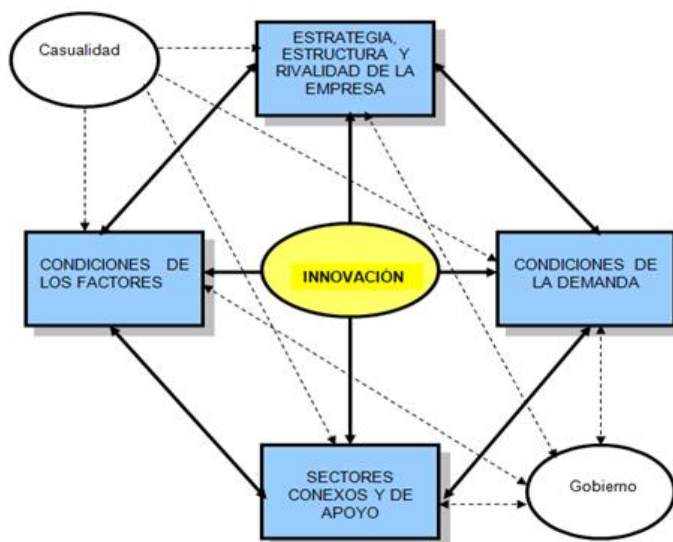 Casualidad
ESTRATEGIA,
ESTRUCTURA Y
RIVALIDAD DE LA
EMPRESA
CONDICIONES DE
LOS FACTORES
INNOVACIÓN
CONDICIONES DE
LA DEMANDA
SECTORES
CONEXOS Y DE
APOYO
Gobierno